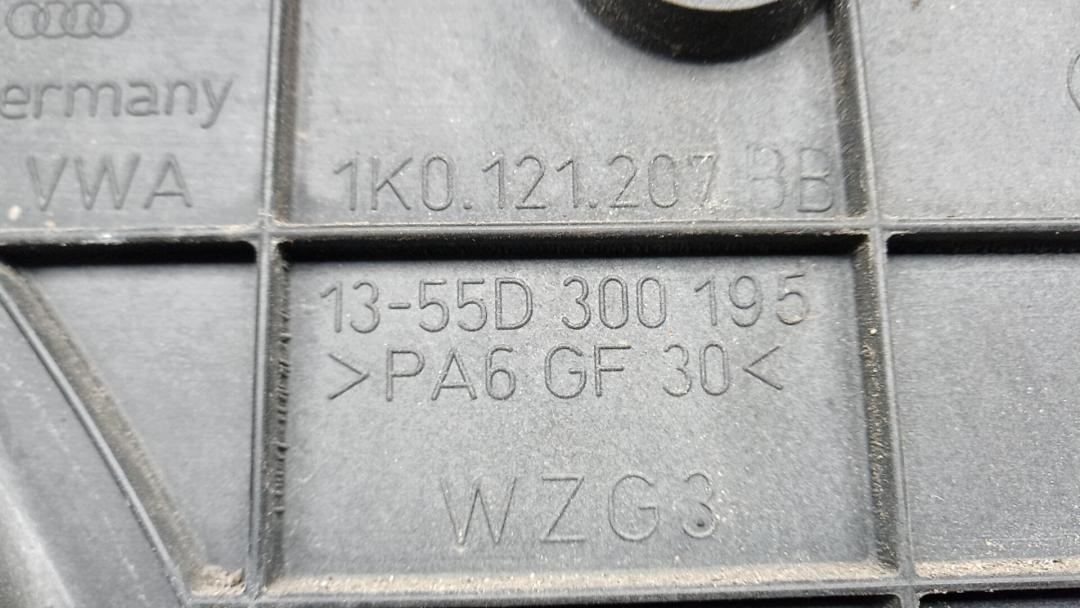 ermany
VWA
1K0.121.207 BB
13-55D 300 195
>PA6 GF 30<
WZG3